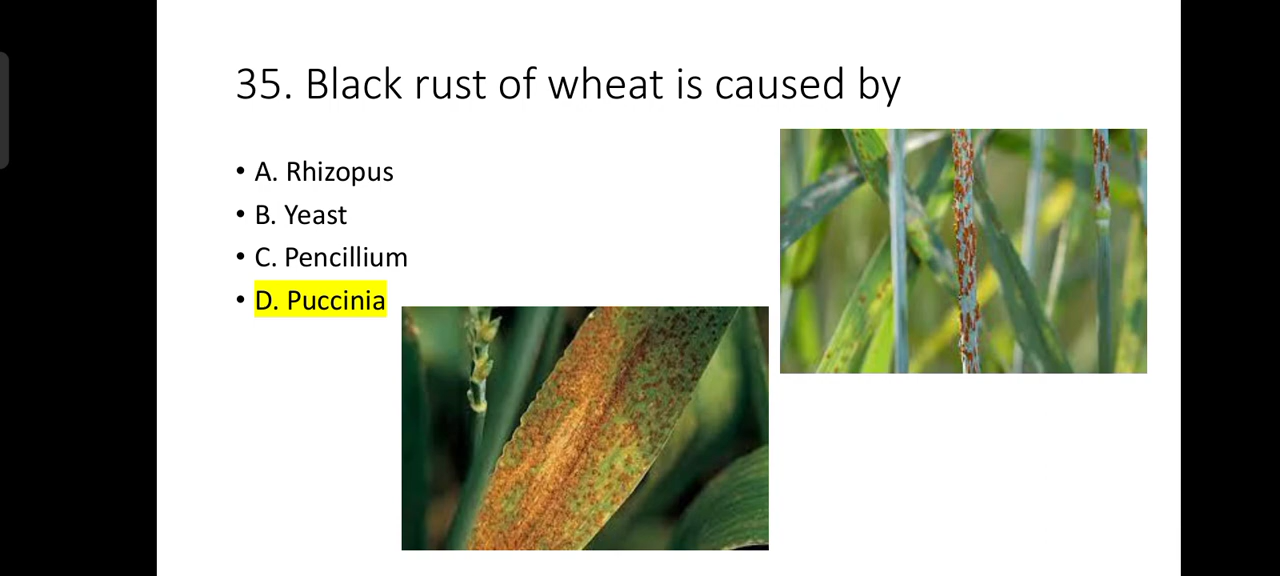 35. Black rust of wheat is caused by
• A. Rhizopus
• B. Yeast
• C. Pencillium
• D. Puccinia